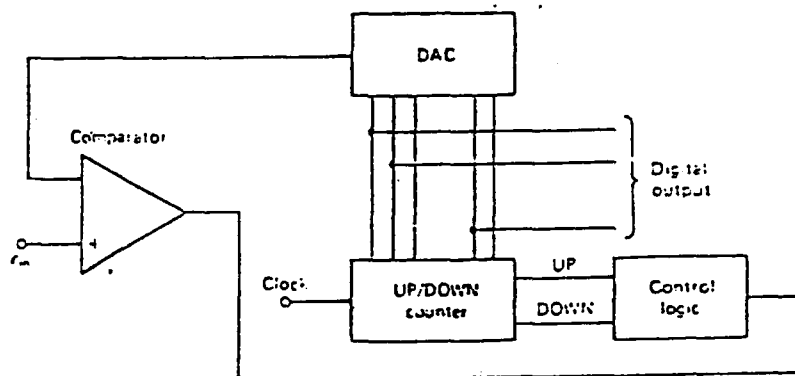 DAC
Comparator
Digital
output
+
Clock
UP/DOWN
counter
UP
DOWN
Control
logic